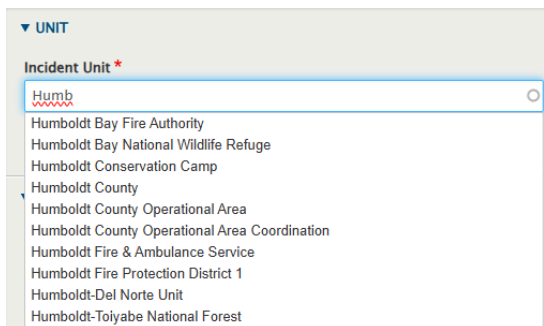 ▼ UNIT
Incident Unit *
Humb
Humboldt Bay Fire Authority
Humboldt Bay National Wildlife Refuge
Humboldt Conservation Camp
Humboldt County
Humboldt County Operational Area
Humboldt County Operational Area Coordination
Humboldt Fire & Ambulance Service
Humboldt Fire Protection District 1
Humboldt-Del Norte Unit
Humboldt-Toiyabe National Forest